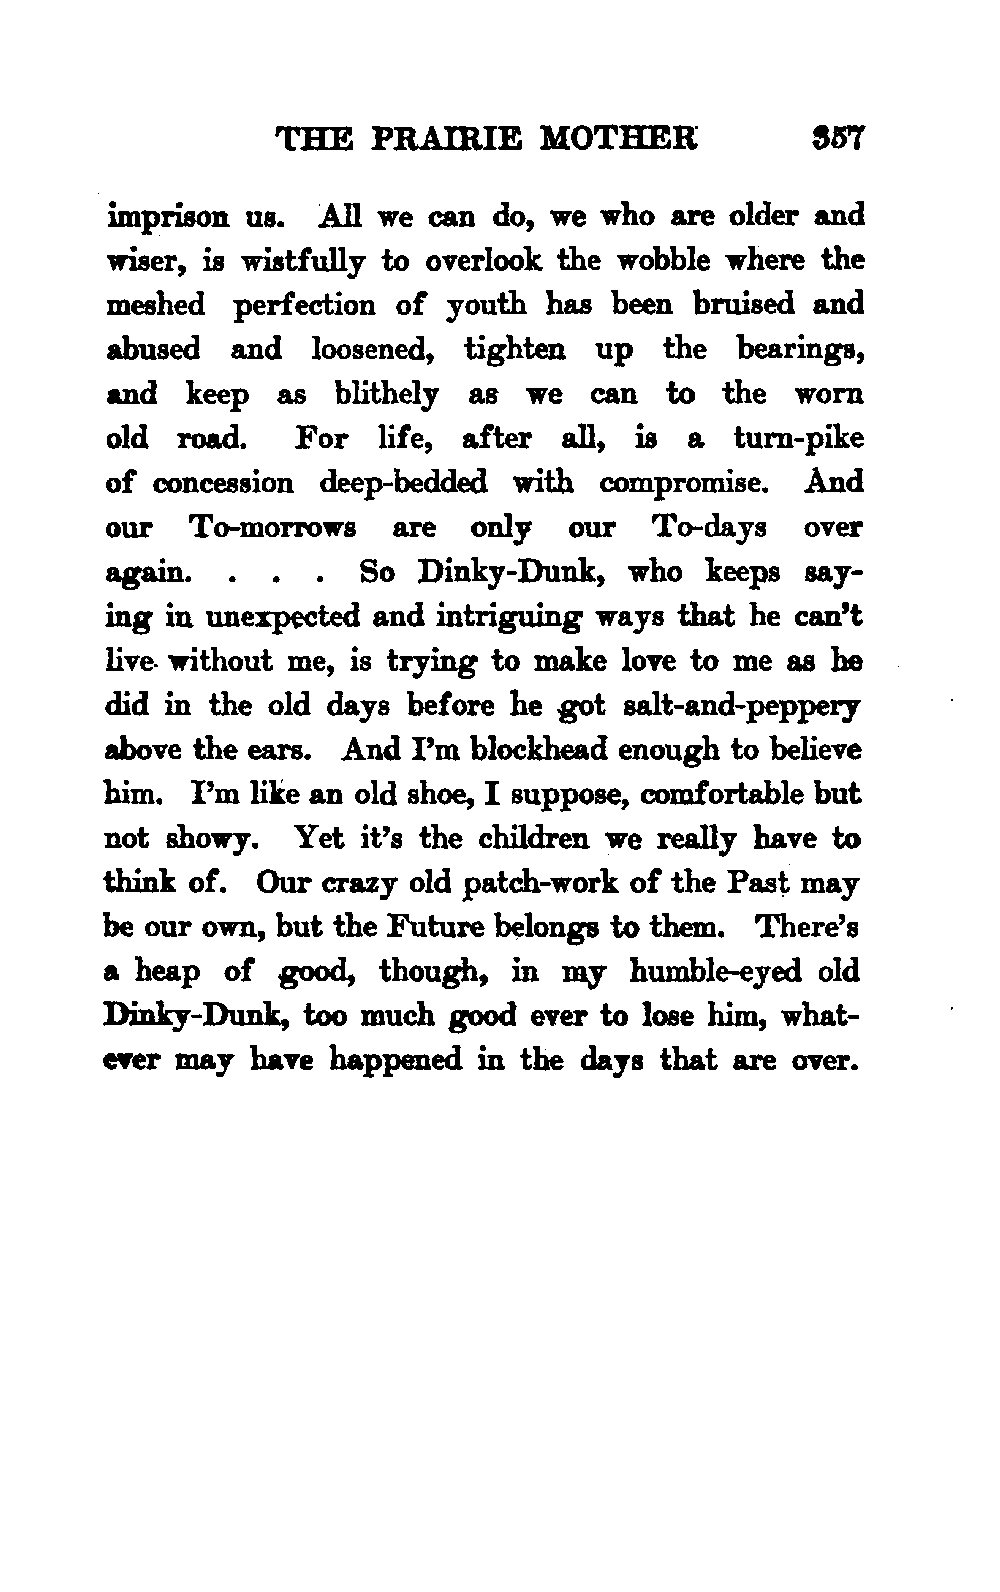 THE PRAIRIE MOTHER 357
imprison us. All we can do, we who are older and
wiser, is wistfully to overlook the wobble where the
meshed perfection of youth has been bruised and
abused and loosened, tighten up the bearings,
and keep as blithely as we can to the worn
old road. For life, after all, is a turn-pike
of concession deep-bedded with compromise. And
our To-morrows are only our To-days over
again. . . . So Dinky-Dunk, who keeps say-
ing in unexpected and intriguing ways that he can't
live without me, is trying to make love to me as he
did in the old days before he got salt-and-peppery
above the ears. And I'm blockhead enough to believe
him. I'm like an old shoe, I suppose, comfortable but
not showy. Yet it's the children we really have to
think of. Our crazy old patch-work of the Past may
be our own, but the Future belongs to them. There's
a heap of good, though, in my humble-eyed old
Dinky-Dunk, too much good ever to lose him, what-
ever may have happened in the days that are over.